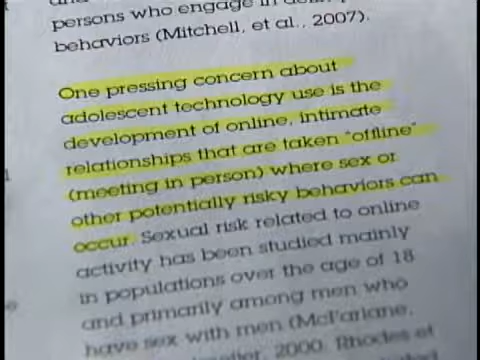 persons who engage in
behaviors (Mitchell, et al., 2007).
One pressing concern about
adolescent technology use is the
development of online, intimate
relationships that are taken "offline"
(meeting in person) where sex or
other potentially risky behaviors can
occur. Sexual risk related to online
activity has been studied mainly
in populations over the age of 18
and primarily among men who
have sex with men (McFarlane,
2000. Rhodes et